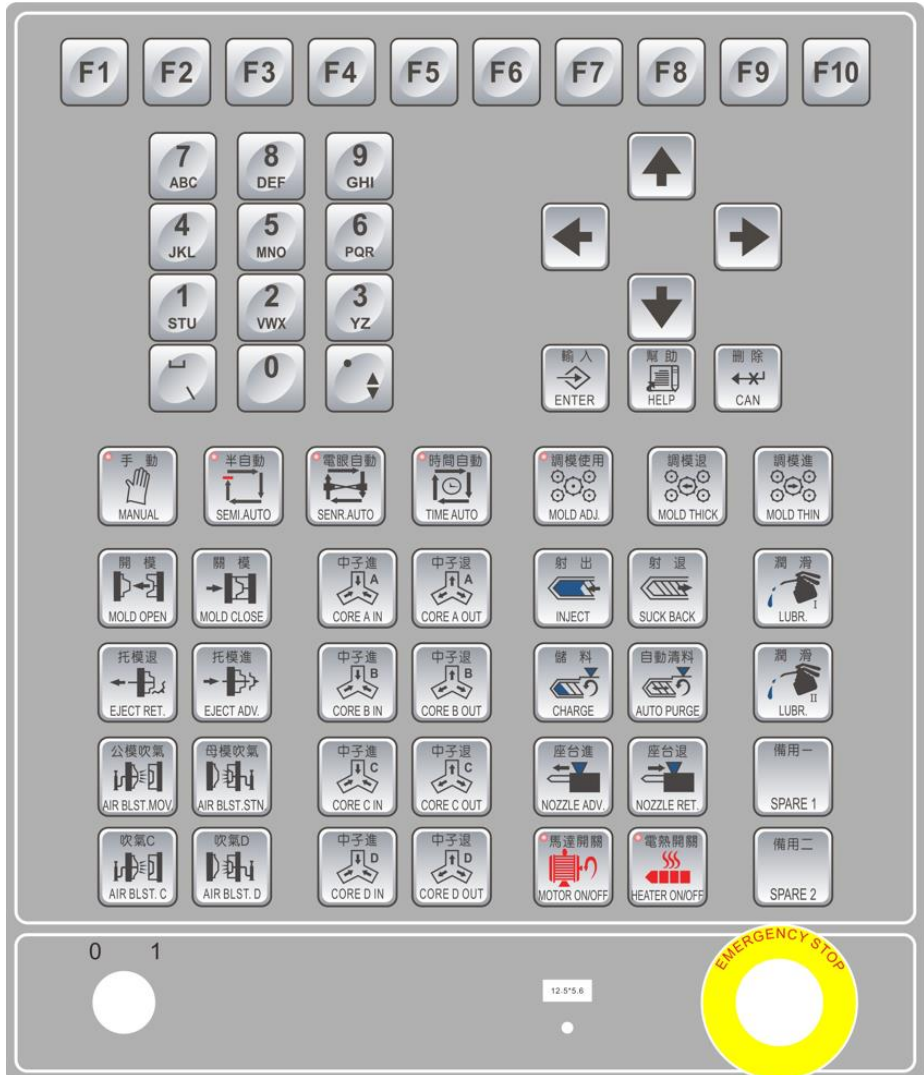 F1 F2 F3 F4 F5 F6 F7 F8 F9 F10
7 8 9
ABC DEF GHI
4 5 6
JKL MNO PQR
1 2 3
STU VWX YZ
0
輸入 幫助 刪除
ENTER HELP CAN
手動 半自動 電眼自動 時間自動 調模使用 調模退 調模進
MANUAL SEMI.AUTO SENR.AUTO TIME AUTO MOLD ADJ. MOLD THICK MOLD THIN
開模 關模 中子進 中子退 射出 射退 潤滑
A A I
MOLD OPEN MOLD CLOSE CORE A IN CORE A OUT INJECT SUCK BACK LUBR.
托模退 托模進 中子進 中子退 儲料 自動清料 潤滑
B B II
EJECT RET. EJECT ADV. CORE B IN CORE B OUT CHARGE AUTO PURGE LUBR.
公模吹氣 母模吹氣 中子進 中子退 座台進 座台退 備用一
C C
AIR BLST.MOV. AIR BLST.STN. CORE C IN CORE C OUT NOZZLE ADV. NOZZLE RET. SPARE 1
吹氣C 吹氣D 中子進 中子退 馬達開關 電熱開關 備用二
D D
AIR BLST. C AIR BLST. D CORE D IN CORE D OUT MOTOR ON/OFF HEATER ON/OFF SPARE 2
0 1
EMERGENCY STOP
12.5*5.6